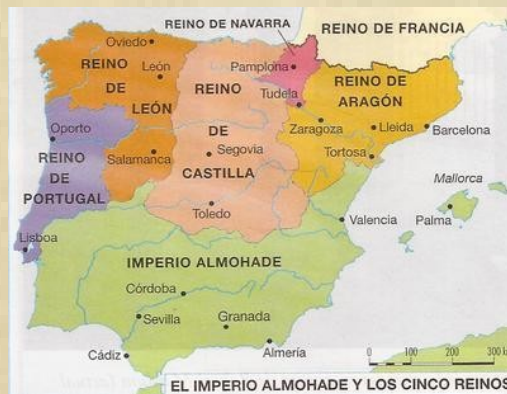 REINO DE NAVARRA
REINO DE FRANCIA
Oviedo
REINO
DE
LEÓN
León
Pamplona
REINO
DE
CASTILLA
REINO DE
ARAGÓN
Tudela
Zaragoza
Lleida
Barcelona
Tortosa
Oporto
REINO
DE
PORTUGAL
Salamanca
Segovia
Toledo
Lisboa
Mallorca
Palma
Valencia
IMPERIO ALMOHADE
Córdoba
Sevilla
Granada
Cádiz
Almería
0
100
200
300
EL IMPERIO ALMOHADE Y LOS CINCO REINOS